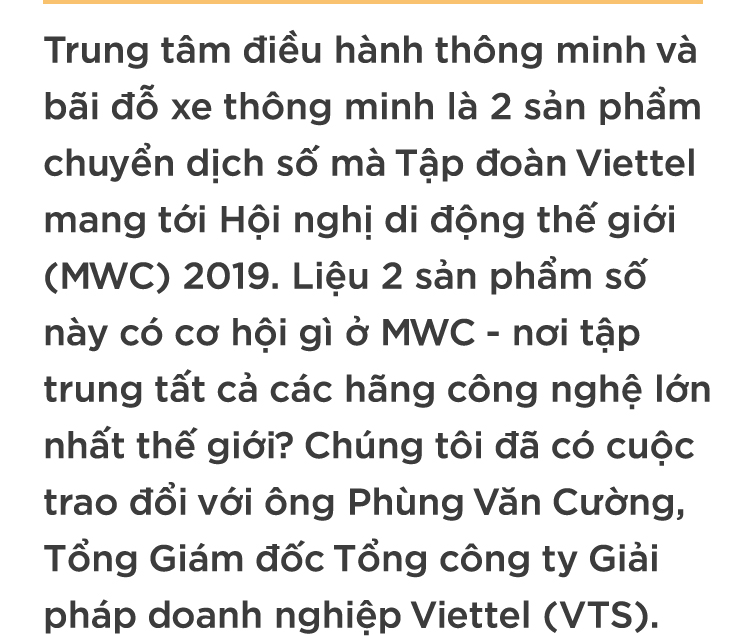 Trung tâm điều hành thông minh và
bãi đỗ xe thông minh là 2 sản phẩm
chuyển dịch số mà Tập đoàn Viettel
mang tới Hội nghị di động thế giới
(MWC) 2019. Liệu 2 sản phẩm số
này có cơ hội gì ở MWC - nơi tập
trung tất cả các hãng công nghệ lớn
nhất thế giới? Chúng tôi đã có cuộc
trao đổi với ông Phùng Văn Cường,
Tổng Giám đốc Tổng công ty Giải
pháp doanh nghiệp Viettel (VTS).